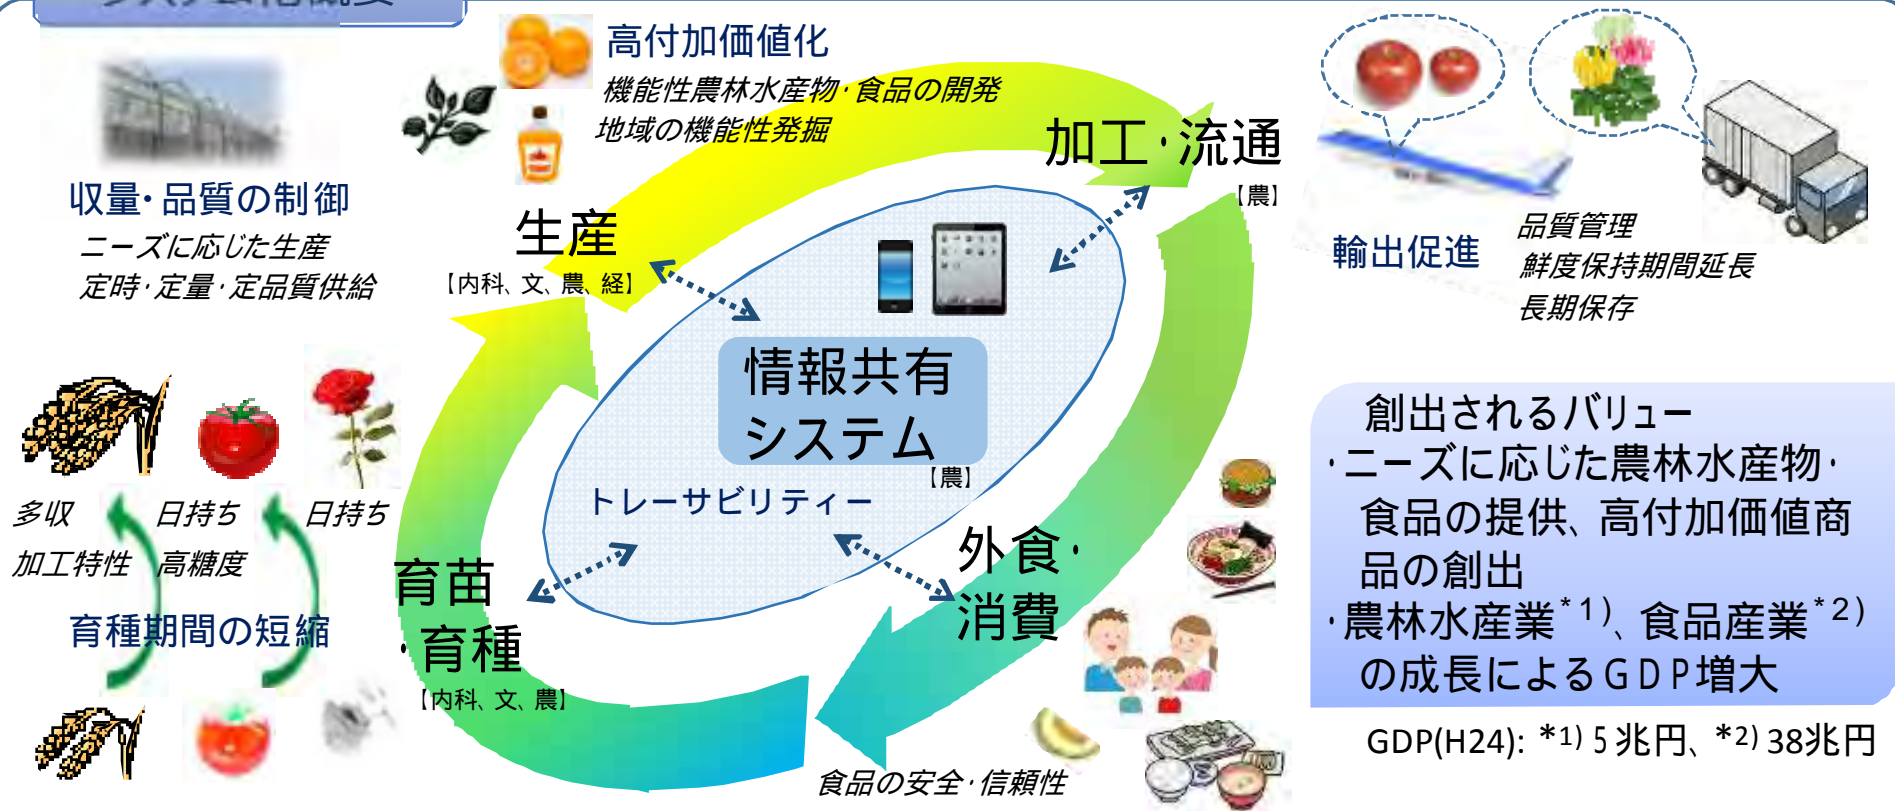 システム化概要
高付加価値化
機能性農林水産物・食品の開発
地域の機能性発掘
収量・品質の制御
ニーズに応じた生産
定時・定量・定品質供給
生産
【内科、文、農、経】
加工・流通
【農】
輸出促進
品質管理
鮮度保持期間延長
長期保存
情報共有
システム
【農】
トレーサビリティー
多収
加工特性
日持ち
高糖度
日持ち
育種期間の短縮
育苗
・育種
【内科、文、農】
外食・
消費
食品の安全・信頼性
創出されるバリュー
・ニーズに応じた農林水産物・
食品の提供、高付加価値商
品の創出
・農林水産業*1)、食品産業*2)
の成長によるGDP増大
GDP(H24): *1) 5兆円、*2) 38兆円